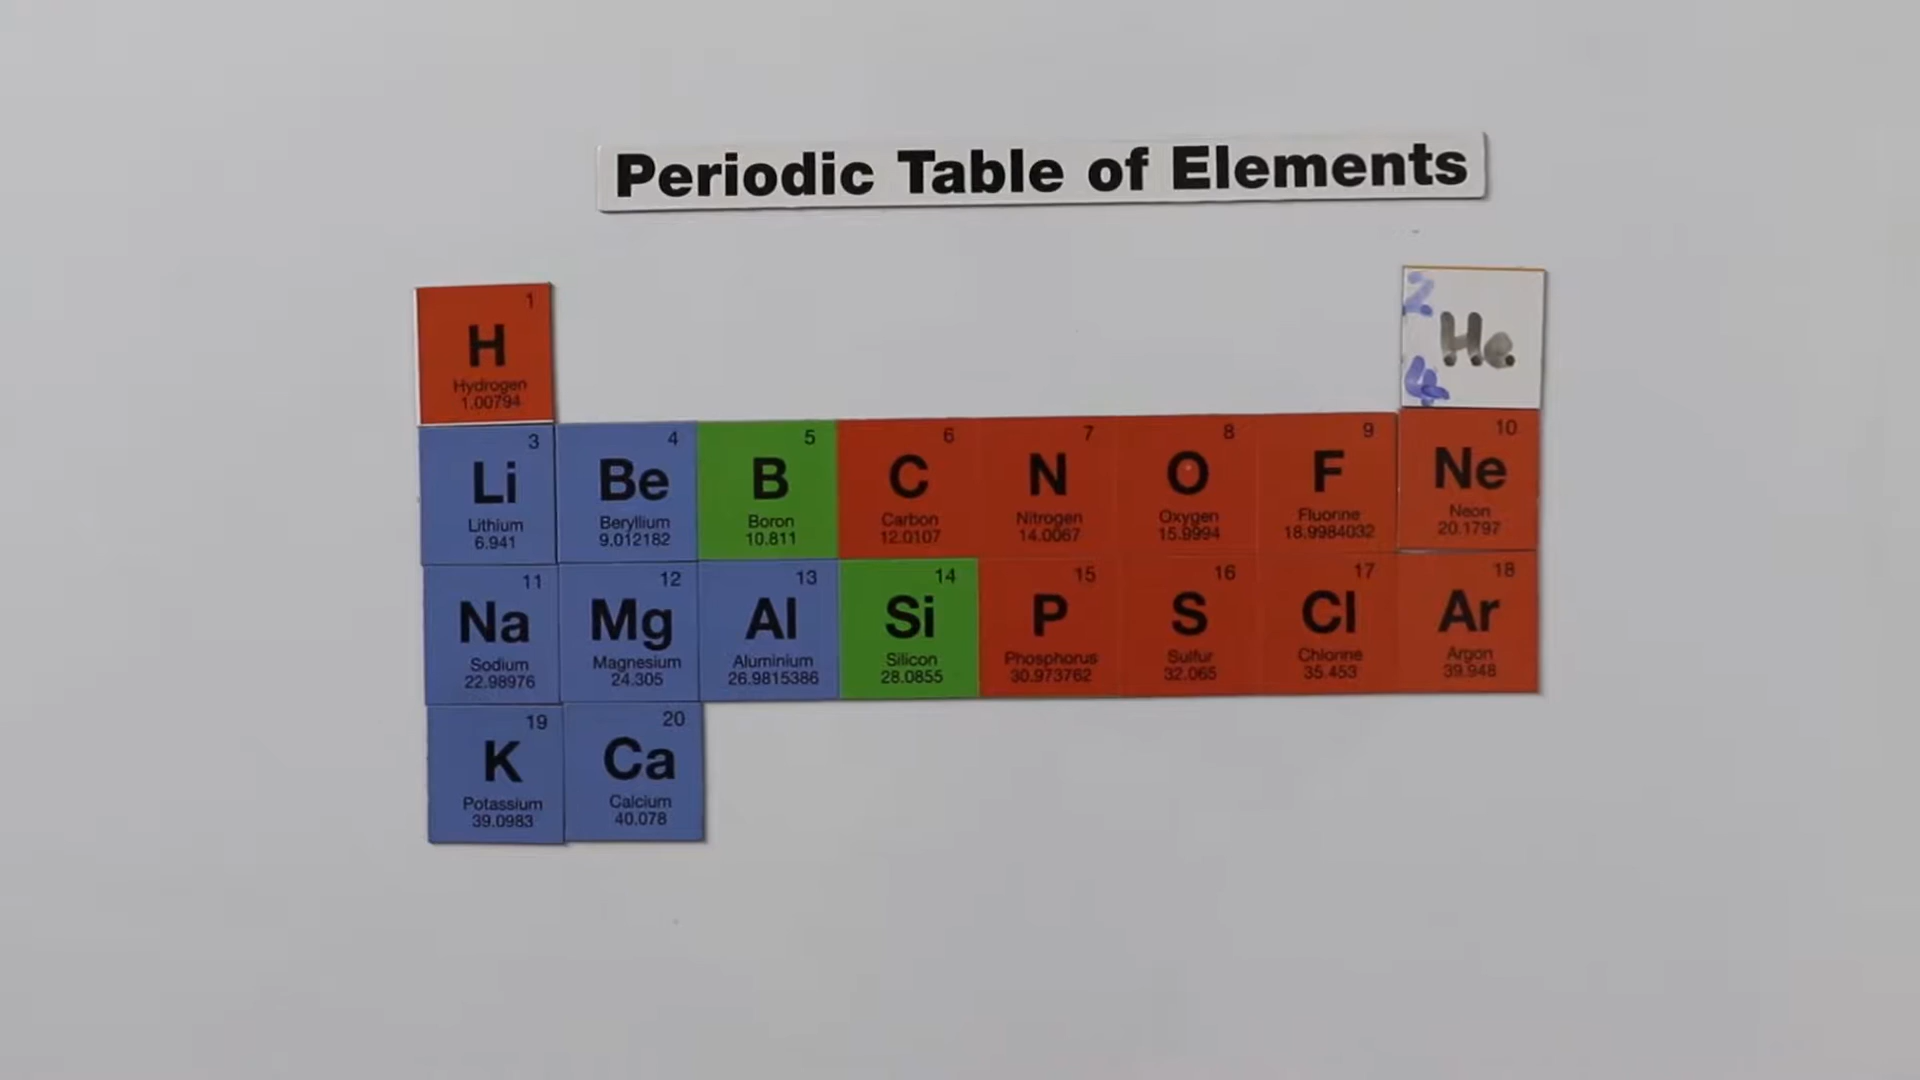 Periodic Table of Elements
1
H
Hydrogen
1.00794
2
He
4
3
Li
Lithium
6.941
4
Be
Beryllium
9.012182
5
B
Boron
10.811
6
C
Carbon
12.0107
7
N
Nitrogen
14.0067
8
O
Oxygen
15.9994
9
F
Fluorine
18.9984032
10
Ne
Neon
20.1797
11
Na
Sodium
22.98976
12
Mg
Magnesium
24.305
13
Al
Aluminium
26.9815386
14
Si
Silicon
28.0855
15
P
Phosphorus
30.973762
16
S
Sulfur
32.065
17
Cl
Chlorine
35.453
18
Ar
Argon
39.948
19
K
Potassium
39.0983
20
Ca
Calcium
40.078